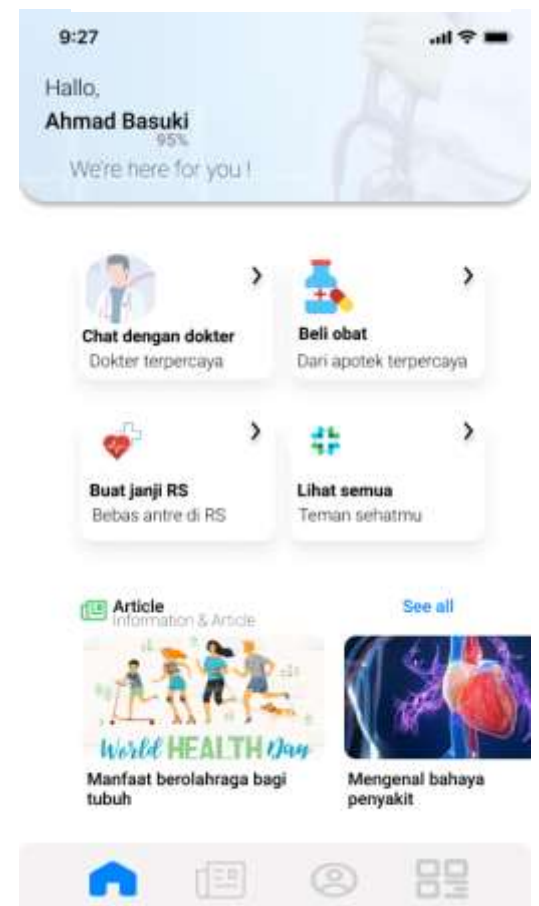 9:27
Hallo,
Ahmad Basuki
95%
We're here for you !
Chat dengan dokter
Dokter terpercaya
Beli obat
Dari apotek terpercaya
Buat janji RS
Bebas antre di RS
Lihat semua
Teman sehatmu
Article
Information & Article
See all
World HEALTH Day
Manfaat berolahraga bagi
tubuh
Mengenal bahaya
penyakit